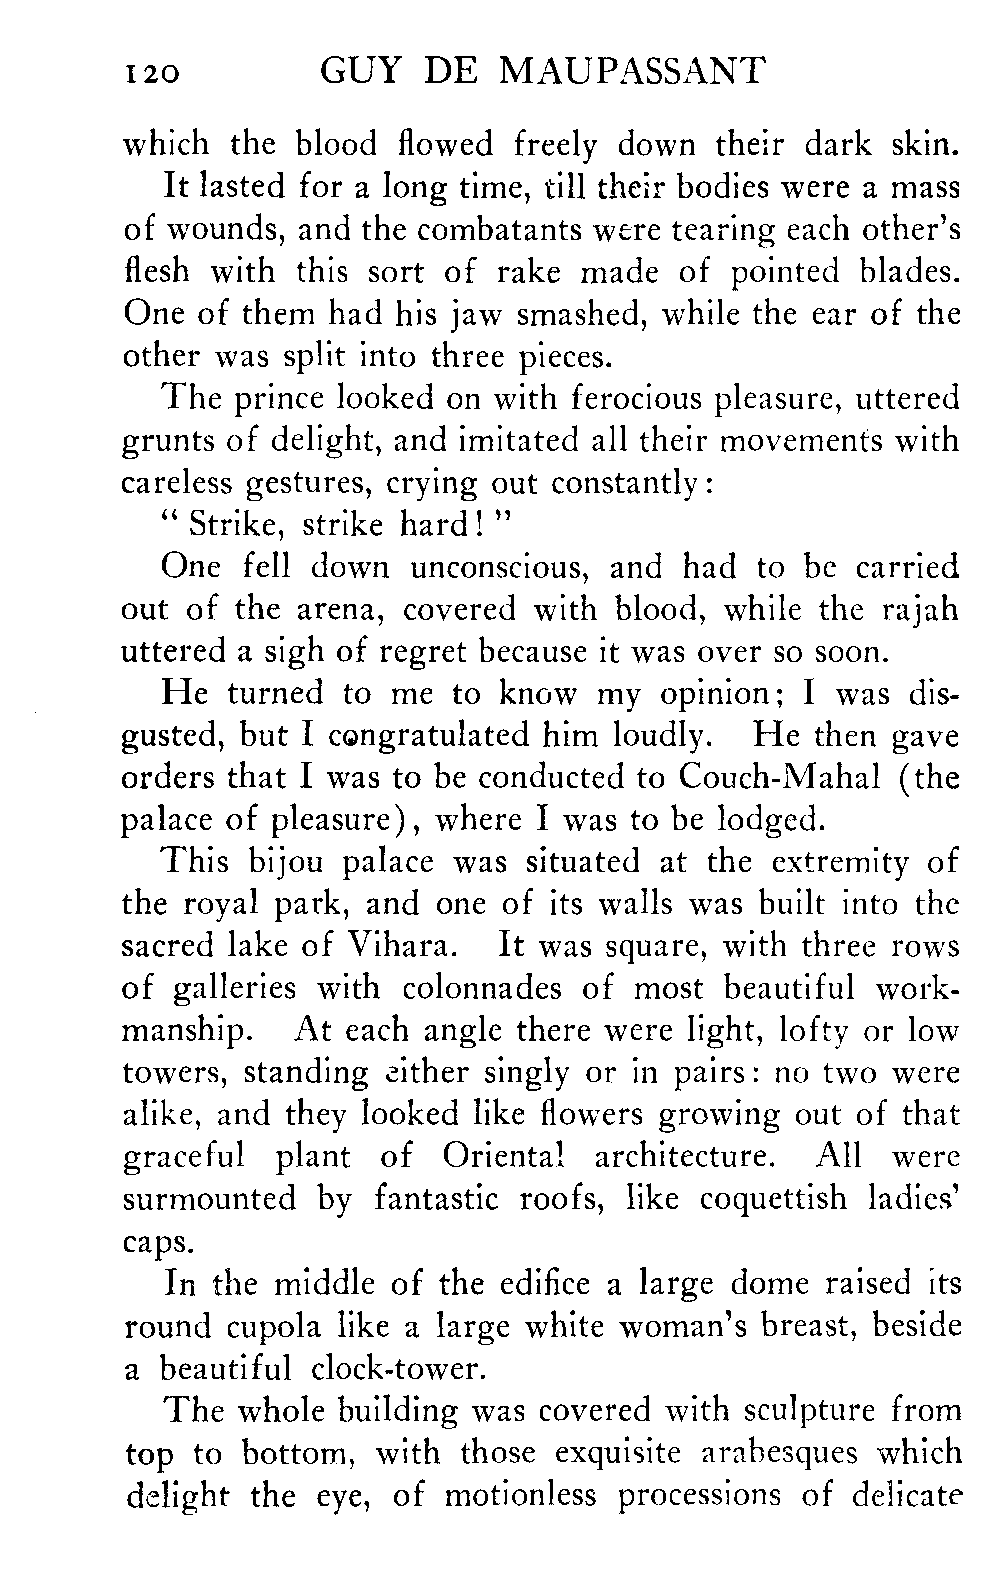 120 GUY DE MAUPASSANT
which the blood flowed freely down their dark skin.
It lasted for a long time, till their bodies were a mass
of wounds, and the combatants were tearing each other's
flesh with this sort of rake made of pointed blades.
One of them had his jaw smashed, while the ear of the
other was split into three pieces.
The prince looked on with ferocious pleasure, uttered
grunts of delight, and imitated all their movements with
careless gestures, crying out constantly:
" Strike, strike hard! "
One fell down unconscious, and had to be carried
out of the arena, covered with blood, while the rajah
uttered a sigh of regret because it was over so soon.
He turned to me to know my opinion; I was dis-
gusted, but I congratulated him loudly. He then gave
orders that I was to be conducted to Couch-Mahal (the
palace of pleasure), where I was to be lodged.
This bijou palace was situated at the extremity of
the royal park, and one of its walls was built into the
sacred lake of Vihara. It was square, with three rows
of galleries with colonnades of most beautiful work-
manship. At each angle there were light, lofty or low
towers, standing either singly or in pairs: no two were
alike, and they looked like flowers growing out of that
graceful plant of Oriental architecture. All were
surmounted by fantastic roofs, like coquettish ladies'
caps.
In the middle of the edifice a large dome raised its
round cupola like a large white woman's breast, beside
a beautiful clock-tower.
The whole building was covered with sculpture from
top to bottom, with those exquisite arabesques which
delight the eye, of motionless processions of delicate